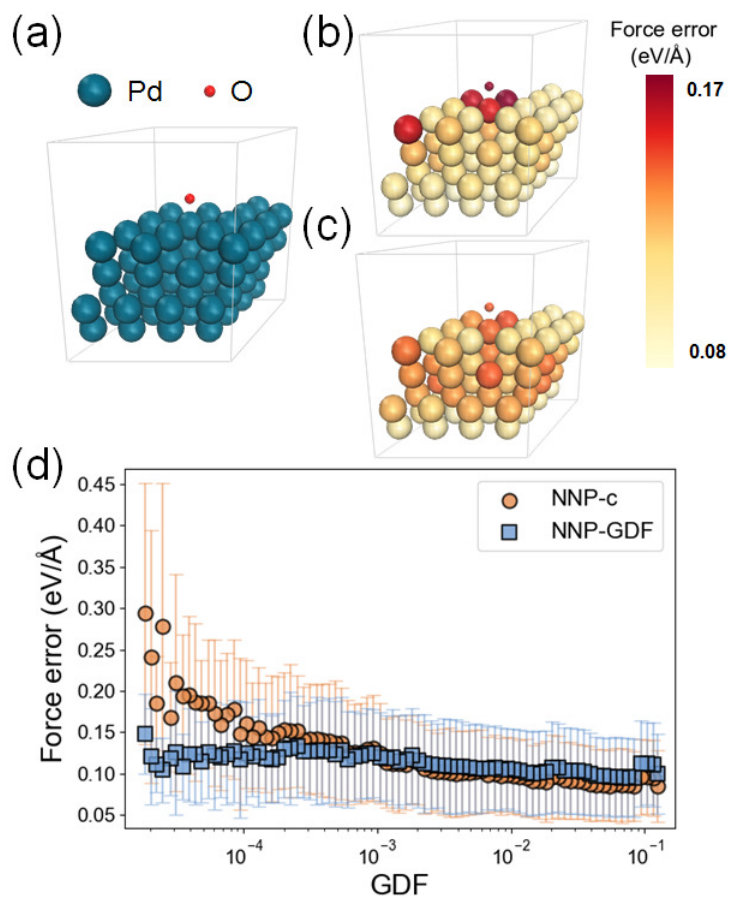 (a)
Pd
O
(b)
Force error
(eV/Å)
0.17
0.08
(c)
(d)
Force error (eV/Å)
0.45
0.40
0.35
0.30
0.25
0.20
0.15
0.10
0.05
NNP-c
NNP-GDF
10⁻⁴
10⁻³
10⁻²
10⁻¹
GDF